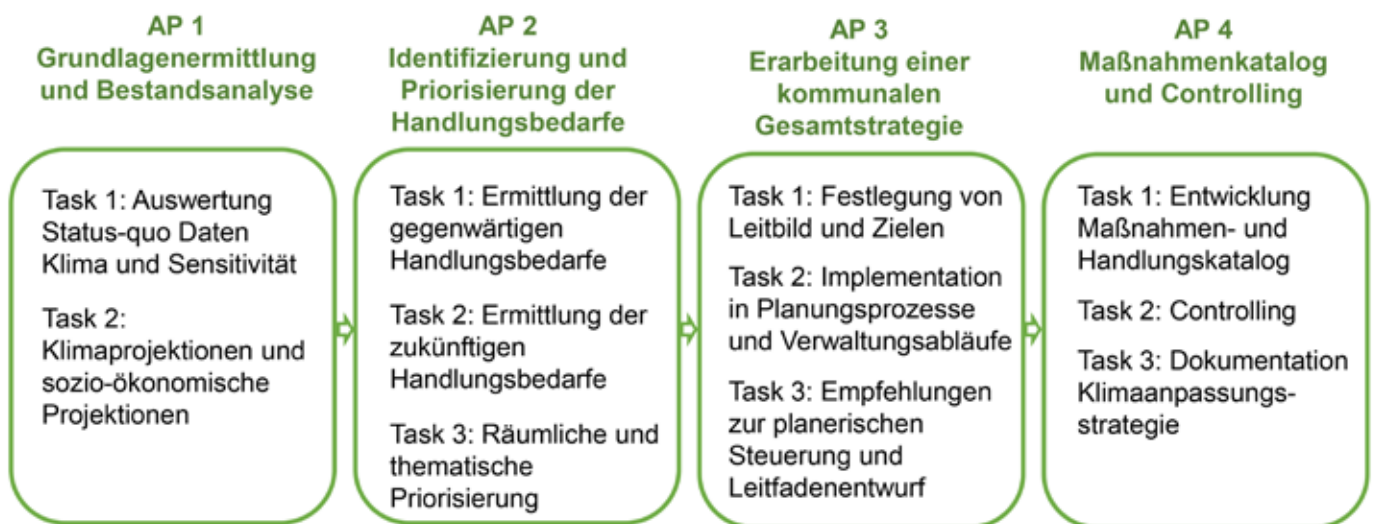 AP 1
Grundlagenermittlung
und Bestandsanalyse
Task 1: Auswertung
Status-quo Daten
Klima und Sensitivität
Task 2:
Klimaprojektionen und
sozio-ökonomische
Projektionen
AP 2
Identifizierung und
Priorisierung der
Handlungsbedarfe
Task 1: Ermittlung der
gegenwärtigen
Handlungsbedarfe
Task 2: Ermittlung der
zukünftigen
Handlungsbedarfe
Task 3: Räumliche und
thematische
Priorisierung
AP 3
Erarbeitung einer
kommunalen
Gesamtstrategie
Task 1: Festlegung von
Leitbild und Zielen
Task 2: Implementation
in Planungsprozesse
und Verwaltungsabläufe
Task 3: Empfehlungen
zur planerischen
Steuerung und
Leitfadenentwurf
AP 4
Maßnahmenkatalog
und Controlling
Task 1: Entwicklung
Maßnahmen- und
Handlungskatalog
Task 2: Controlling
Task 3: Dokumentation
Klimaanpassungs-
strategie